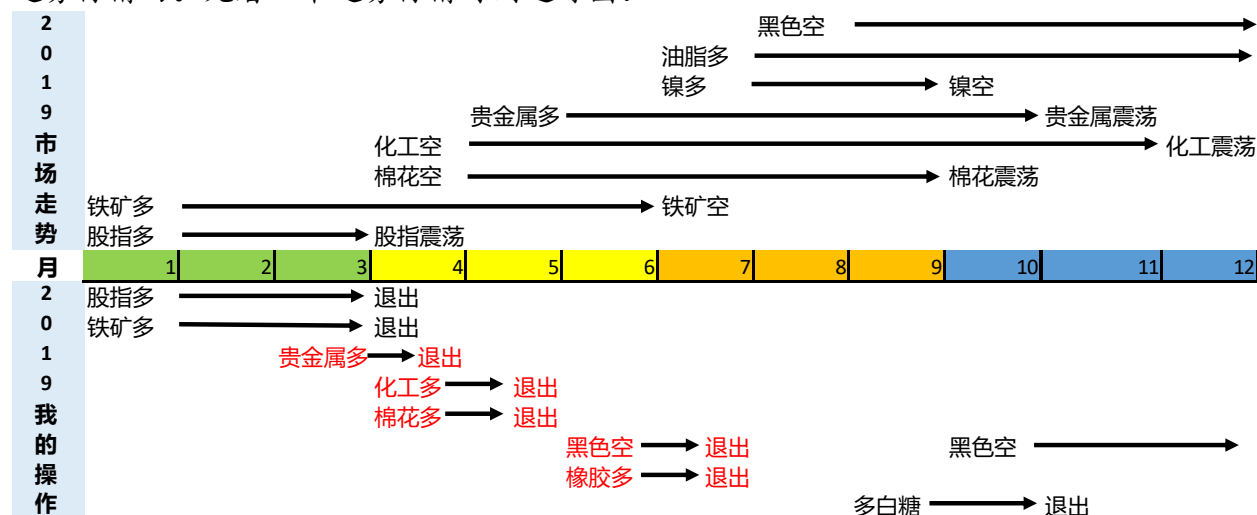 2 黑色空
0 油脂多
1 镍多 镍空
9 贵金属多 贵金属震荡
市 化工空 化工震荡
场 棉花空 棉花震荡
走 铁矿多 铁矿空
势 股指多 股指震荡
月 1 2 3 4 5 6 7 8 9 10 11 12
2 股指多 退出
0 铁矿多 退出
1 贵金属多 退出
9 化工多 退出
我 棉花多 退出
的 黑色空 退出 黑色空
操 橡胶多 退出
作 多白糖 退出